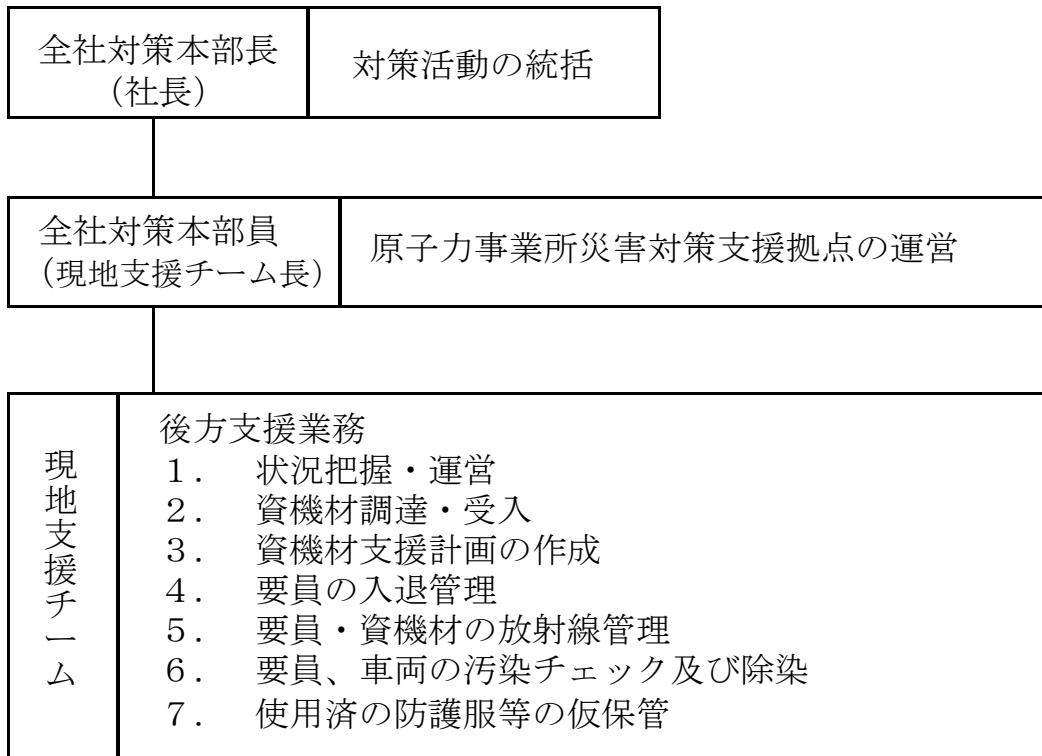 全社対策本部長
（社長）
対策活動の統括
全社対策本部員
（現地支援チーム長）
原子力事業所災害対策支援拠点の運営
現地支援チーム
後方支援業務
１． 状況把握・運営
２． 資機材調達・受入
３． 資機材支援計画の作成
４． 要員の入退管理
５． 要員・資機材の放射線管理
６． 要員、車両の汚染チェック及び除染
７． 使用済の防護服等の仮保管